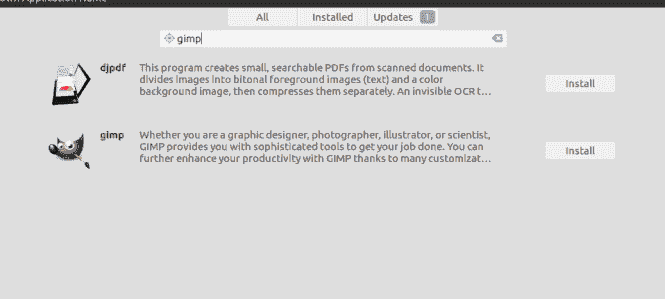 Application Name
All Installed Updates
gimp
djpdf This program creates small, searchable PDFs from scanned documents. It
divides images into bitonal foreground images (text) and a color
background image, then compresses them separately. An invisible OCR t...
Install
gimp Whether you are a graphic designer, photographer, illustrator, or scientist,
GIMP provides you with sophisticated tools to get your job done. You can
further enhance your productivity with GIMP thanks to many customizat...
Install